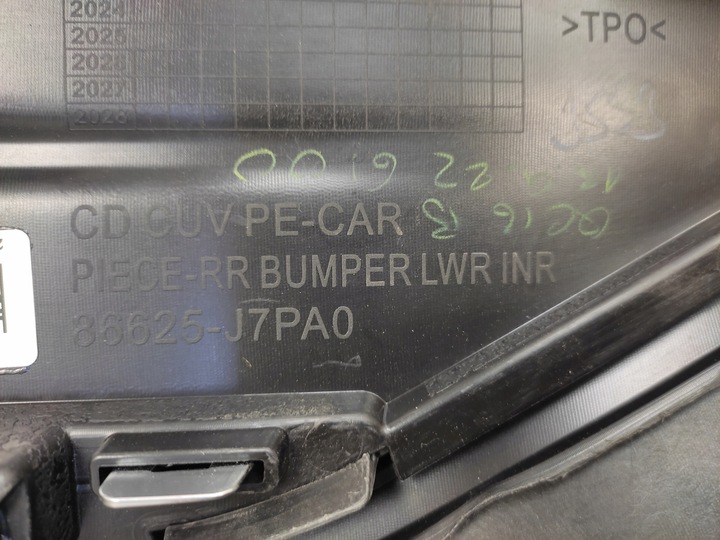 2024
2025
2026
2027
2028
>TPO<
CD CUV PE-CAR
PIECE-RR BUMPER LWR INR
86625-J7PA0